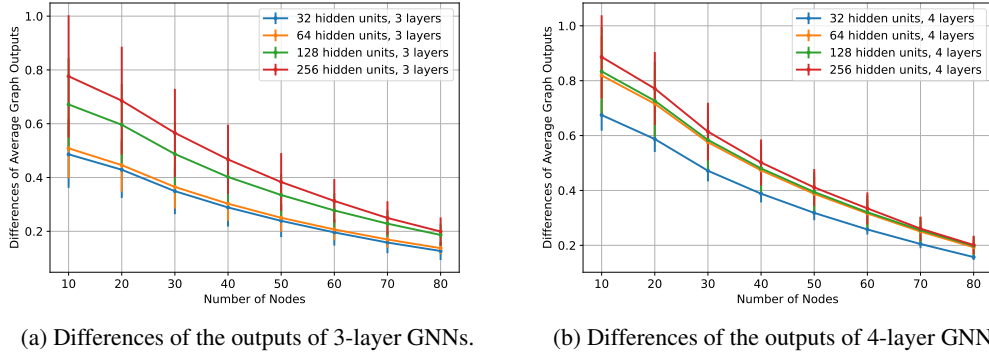 Differences of Average Graph Outputs
1.0
0.8
0.6
0.4
0.2
10 20 30 40 50 60 70 80
Number of Nodes
32 hidden units, 3 layers
64 hidden units, 3 layers
128 hidden units, 3 layers
256 hidden units, 3 layers
(a) Differences of the outputs of 3-layer GNNs.
Differences of Average Graph Outputs
1.0
0.8
0.6
0.4
0.2
10 20 30 40 50 60 70 80
Number of Nodes
32 hidden units, 4 layers
64 hidden units, 4 layers
128 hidden units, 4 layers
256 hidden units, 4 layers
(b) Differences of the outputs of 4-layer GNN